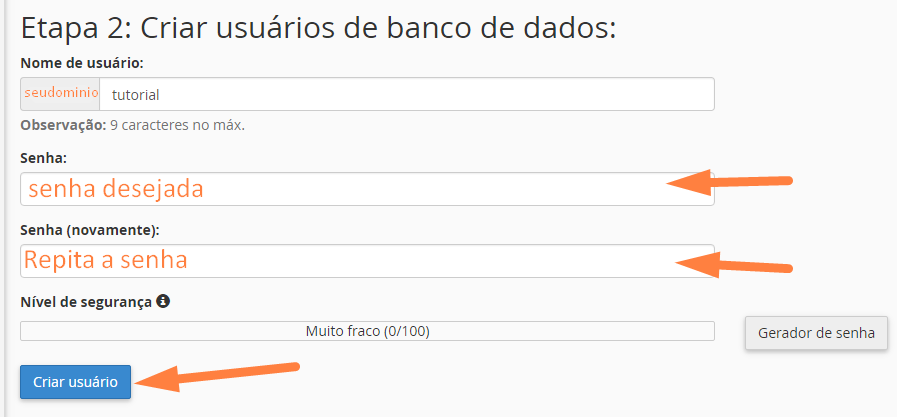 Etapa 2: Criar usuários de banco de dados:
Nome de usuário:
seudominio tutorial
Observação: 9 caracteres no máx.
Senha:
senha desejada
Senha (novamente):
Repita a senha
Nível de segurança
Muito fraco (0/100)
Gerador de senha
Criar usuário